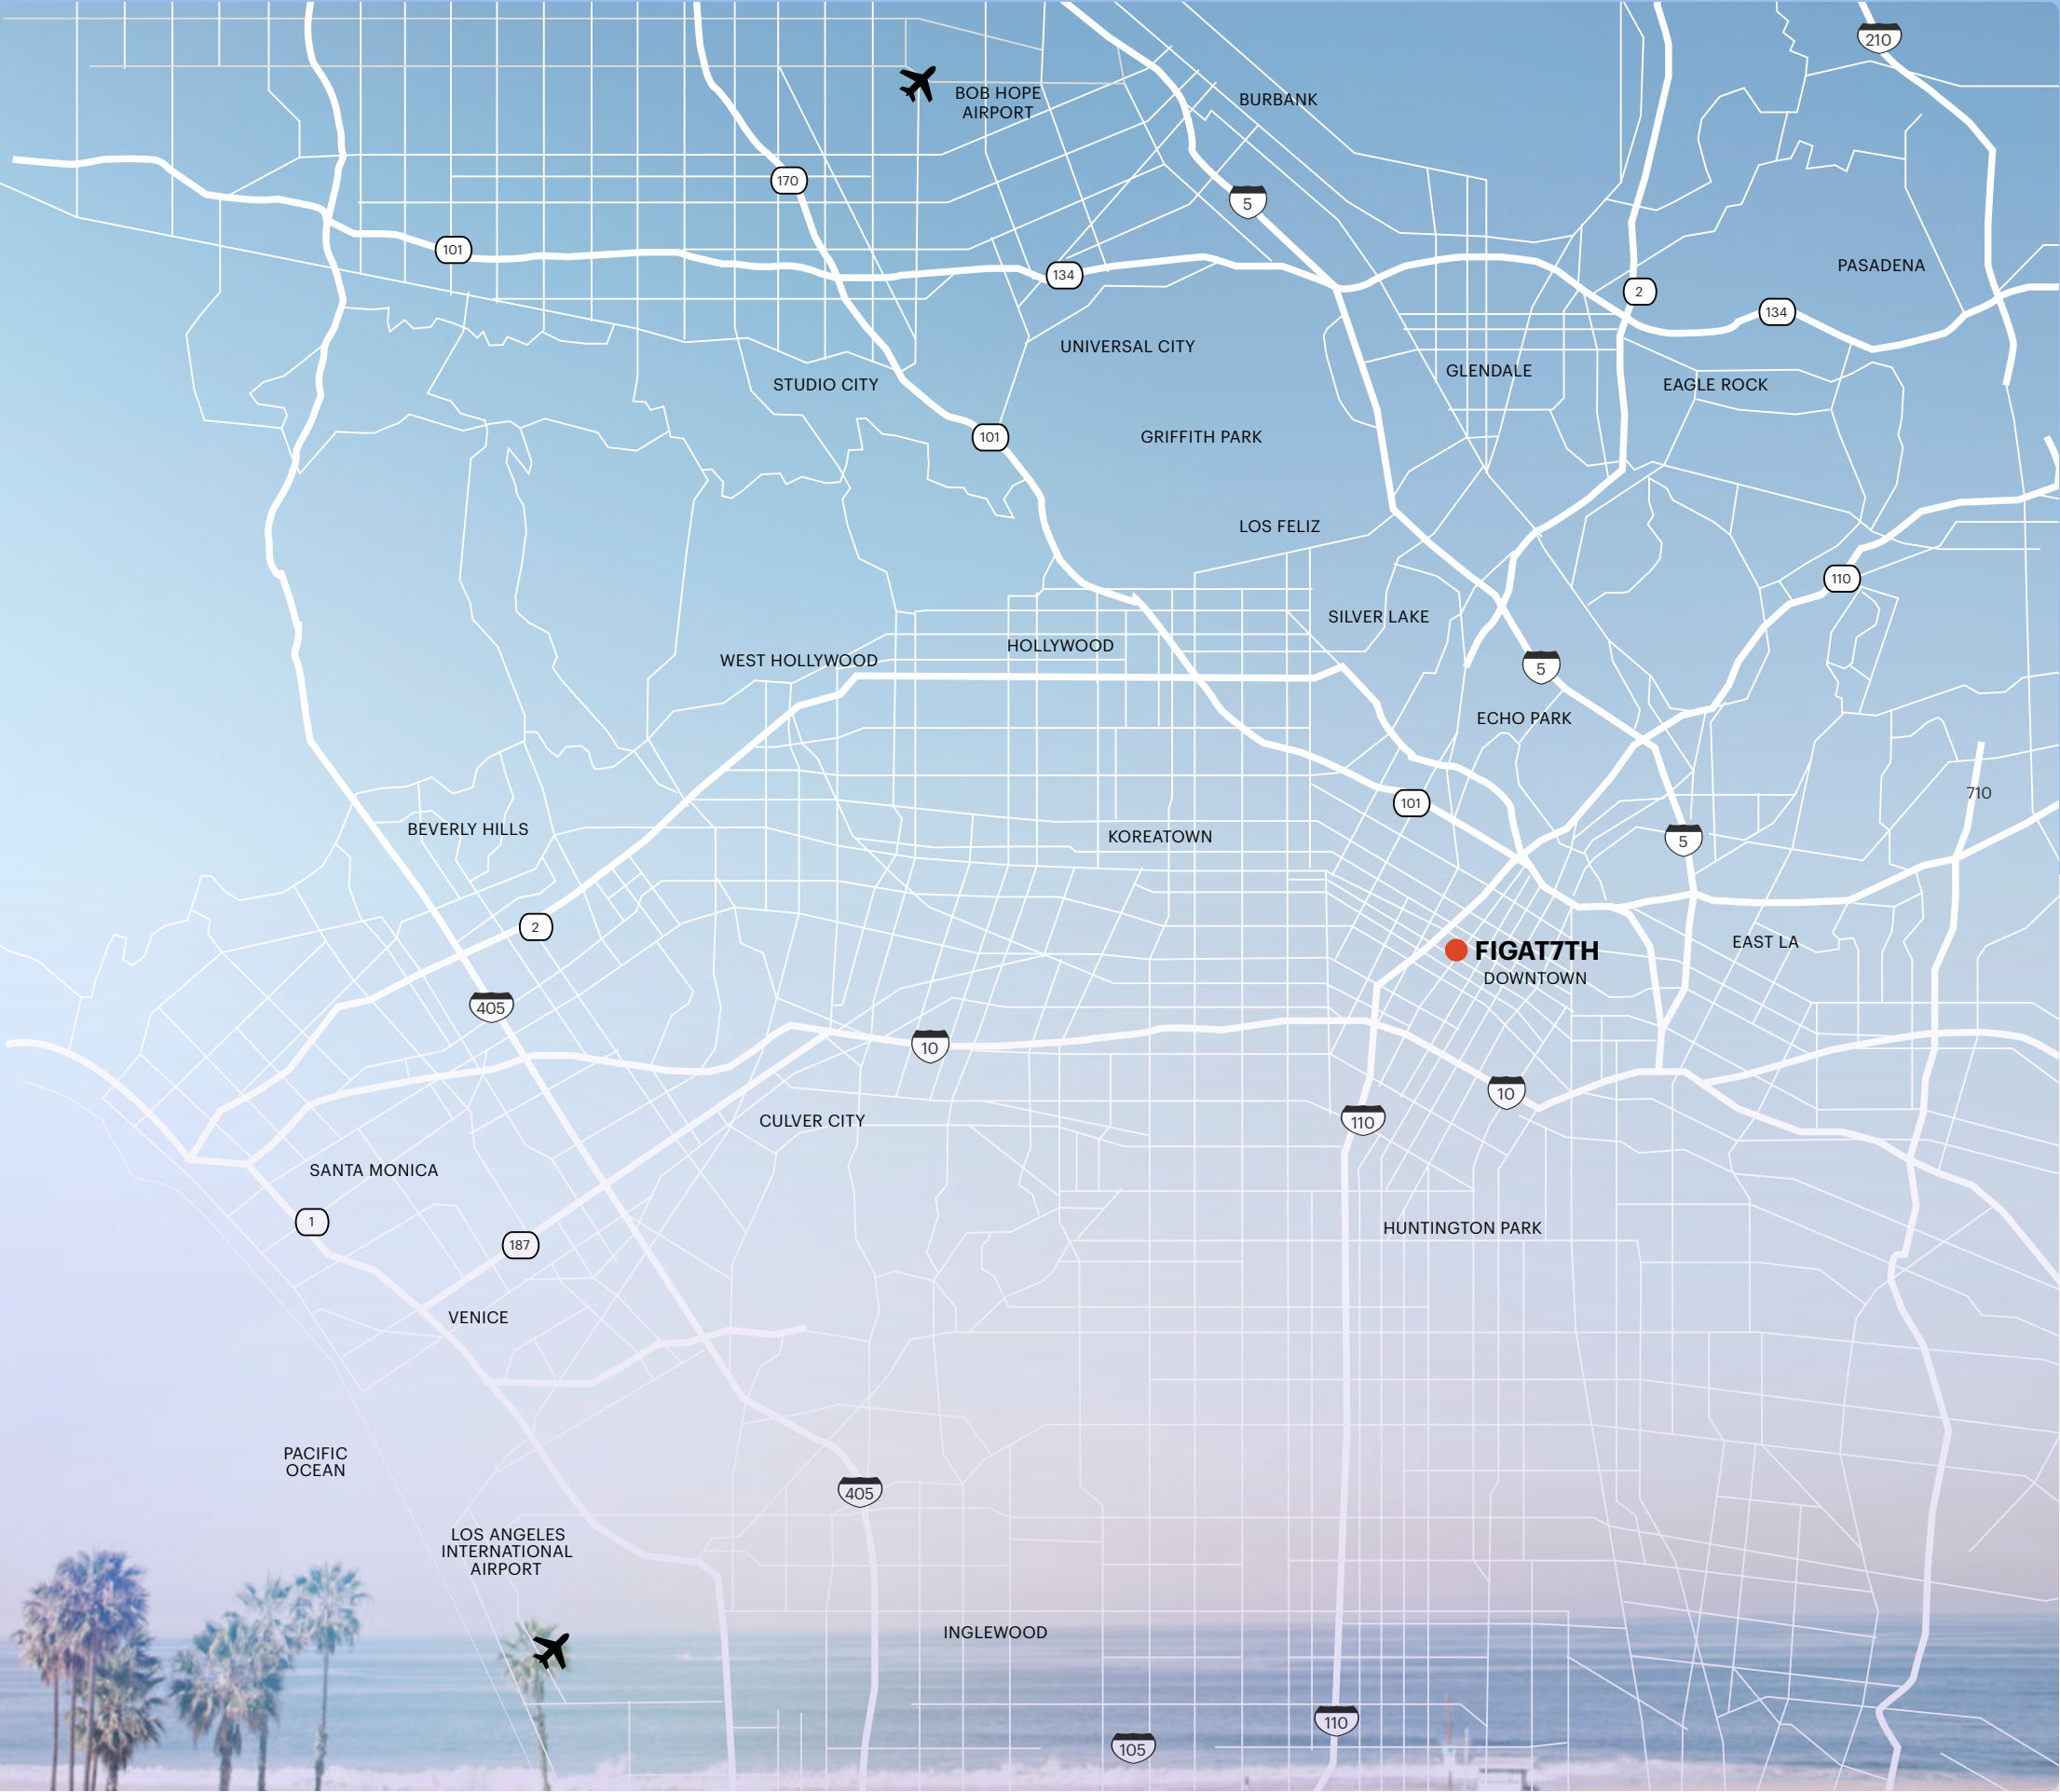 210
BOB HOPE
AIRPORT
BURBANK
170
5
101
134
PASADENA
2
134
UNIVERSAL CITY
GLENDALE
STUDIO CITY
EAGLE ROCK
101
GRIFFITH PARK
LOS FELIZ
110
SILVER LAKE
HOLLYWOOD
WEST HOLLYWOOD
5
ECHO PARK
710
101
BEVERLY HILLS
KOREATOWN
5
2
EAST LA
FIGAT7TH
DOWNTOWN
405
10
10
110
CULVER CITY
SANTA MONICA
1
HUNTINGTON PARK
187
VENICE
PACIFIC
OCEAN
405
LOS ANGELES
INTERNATIONAL
AIRPORT
INGLEWOOD
110
105